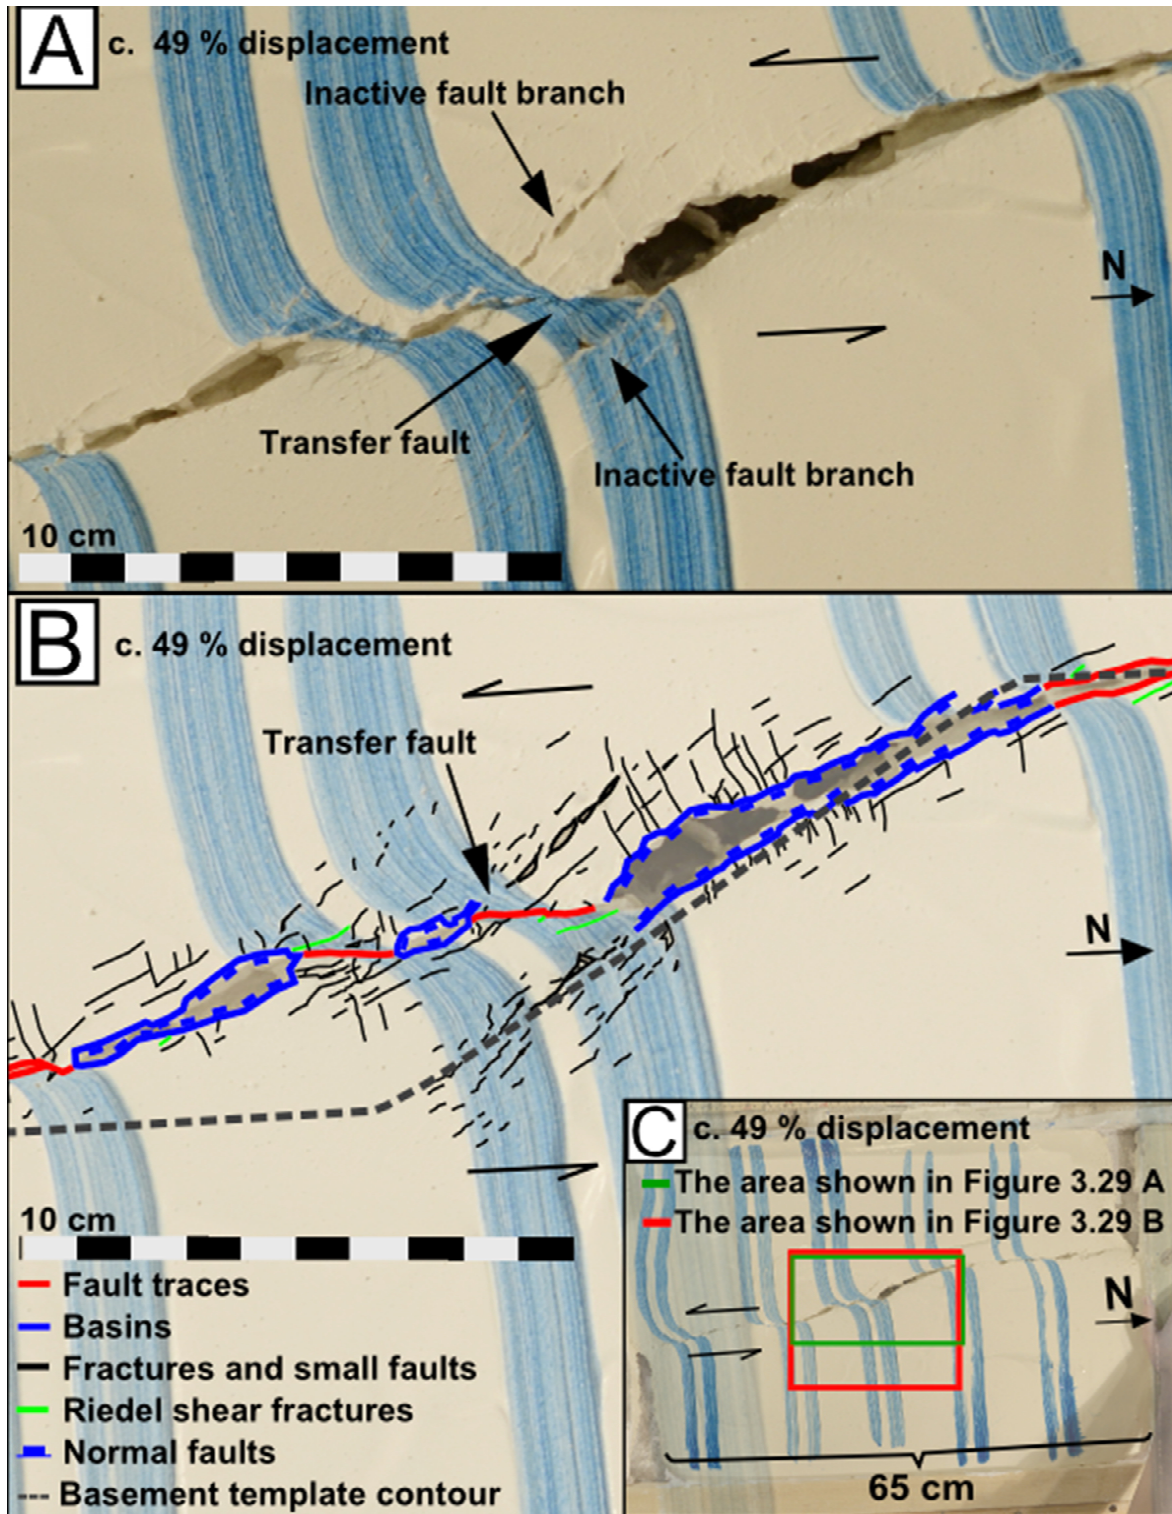 A
c. 49 % displacement
Inactive fault branch
N
Transfer fault
Inactive fault branch
10 cm
B
c. 49 % displacement
Transfer fault
N
10 cm
Fault traces
Basins
Fractures and small faults
Riedel shear fractures
Normal faults
Basement template contour
C
c. 49 % displacement
The area shown in Figure 3.29 A
The area shown in Figure 3.29 B
N
65 cm